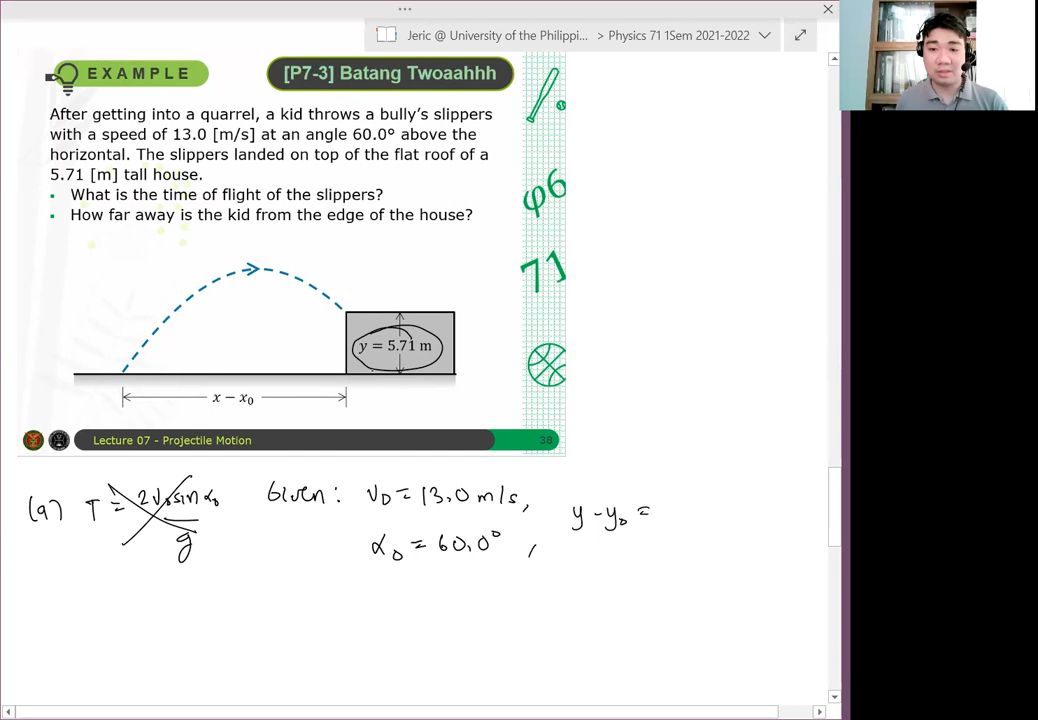 Jeric @ University of the Philippi... > Physics 71 1Sem 2021-2022
EXAMPLE
[P7-3] Batang Twoaahhh
After getting into a quarrel, a kid throws a bully's slippers
with a speed of 13.0 [m/s] at an angle 60.0º above the
horizontal. The slippers landed on top of the flat roof of a
5.71 [m] tall house.
▪ What is the time of flight of the slippers?
▪ How far away is the kid from the edge of the house?
φ6
71
y = 5.71 m
x − x₀
Lecture 07 - Projectile Motion
38
(a) T = 2v₀ sin α₀ / g
Given: v₀ = 13.0 m/s,
α₀ = 60.0° ,
y - y₀ =